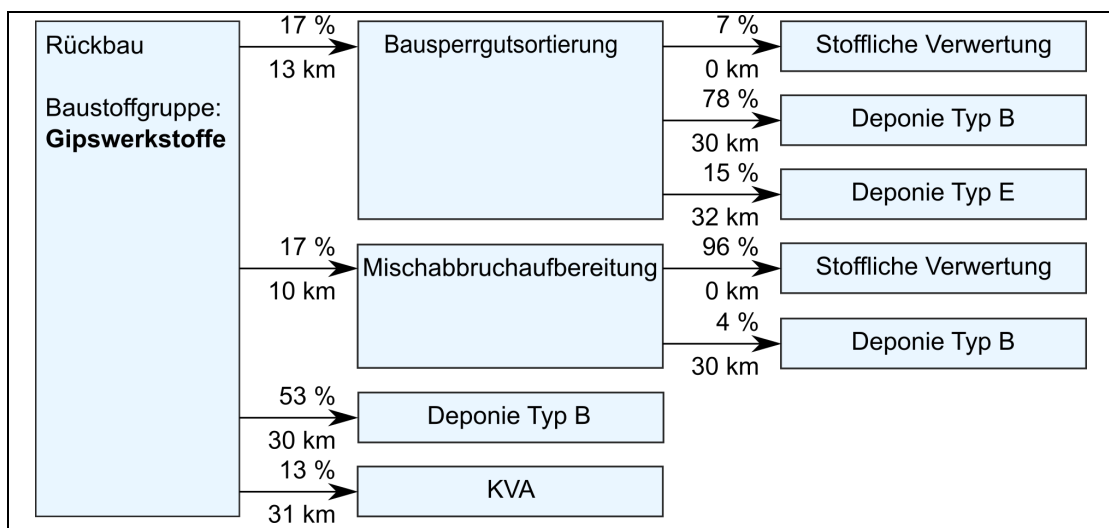 Rückbau
Baustoffgruppe:
Gipswerkstoffe
17 %
13 km
Bausperrgutsortierung
7 %
0 km
Stoffliche Verwertung
78 %
30 km
Deponie Typ B
15 %
32 km
Deponie Typ E
17 %
10 km
Mischabbruchaufbereitung
96 %
0 km
Stoffliche Verwertung
4 %
30 km
Deponie Typ B
53 %
30 km
Deponie Typ B
13 %
31 km
KVA